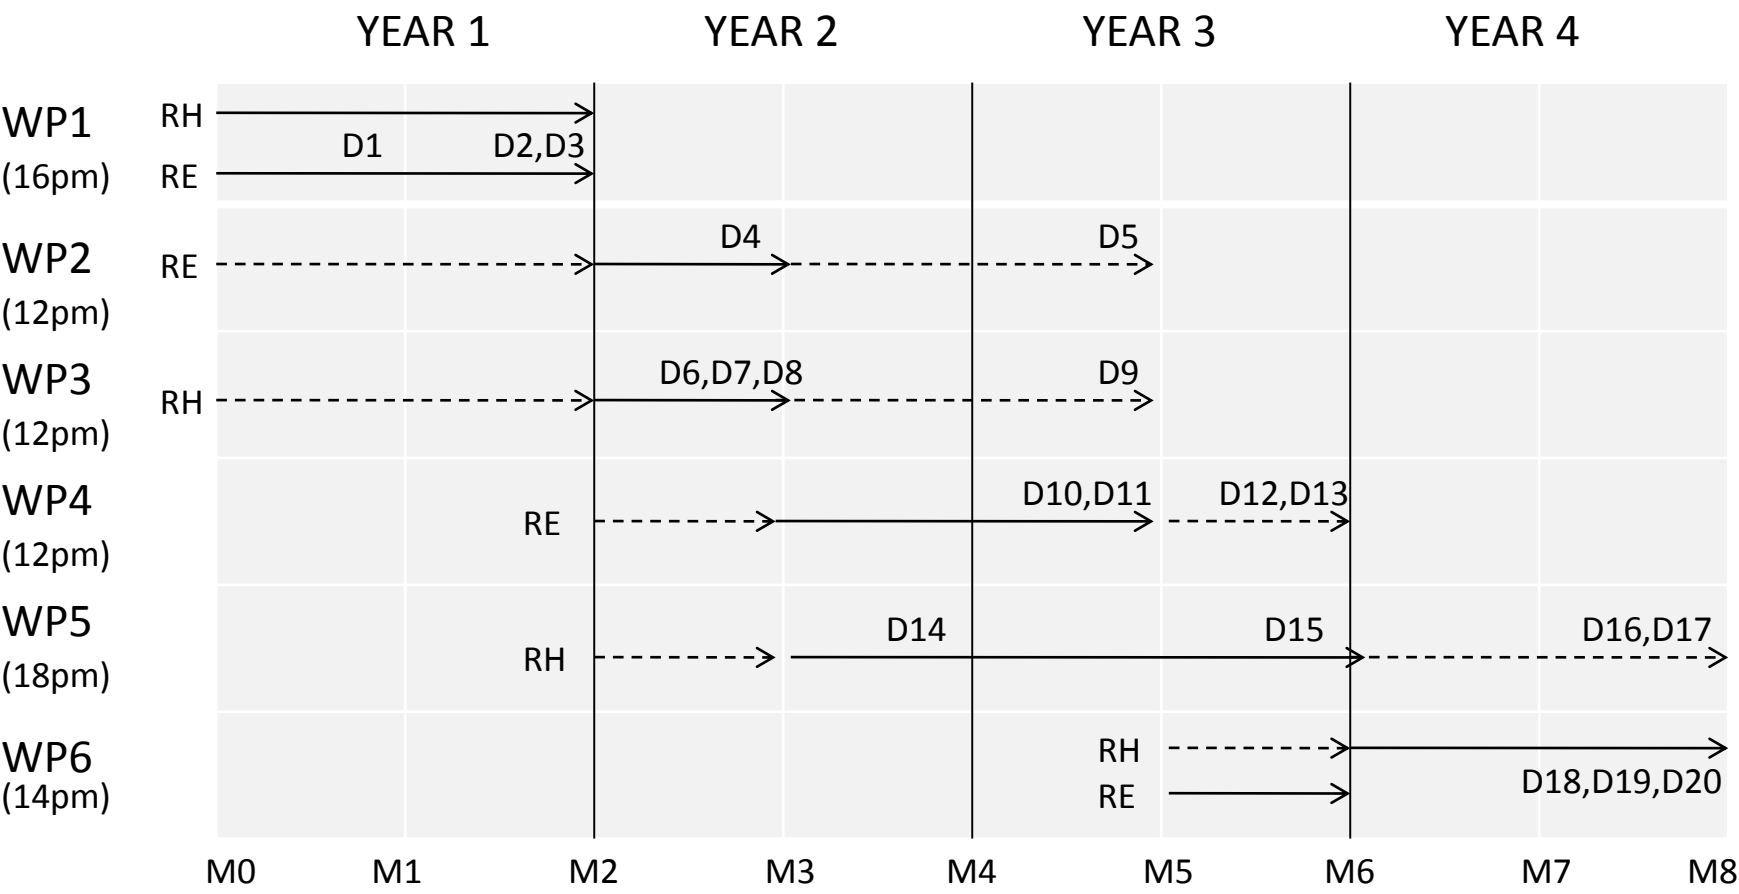 YEAR 1 YEAR 2 YEAR 3 YEAR 4
WP1 RH
D1 D2,D3
(16pm) RE
D4 D5
WP2 RE
(12pm)
WP3 D6,D7,D8 D9
RH
(12pm)
WP4 D10,D11 D12,D13
RE
(12pm)
WP5 D14 D15 D16,D17
RH
(18pm)
WP6 RH
D18,D19,D20
(14pm) RE
M0 M1 M2 M3 M4 M5 M6 M7 M8